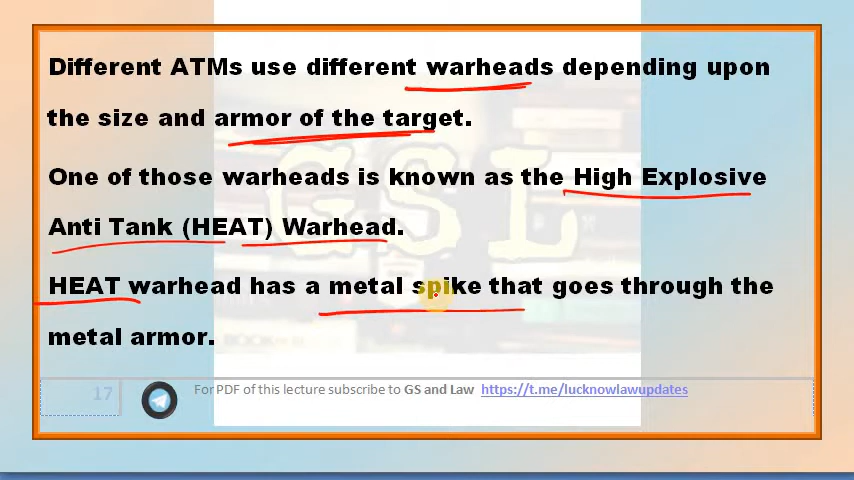 Different ATMs use different warheads depending upon
the size and armor of the target.
One of those warheads is known as the High Explosive
Anti Tank (HEAT) Warhead.
HEAT warhead has a metal spike that goes through the
metal armor.
GSL
17
For PDF of this lecture subscribe to GS and Law https://t.me/lucknowlawupdates